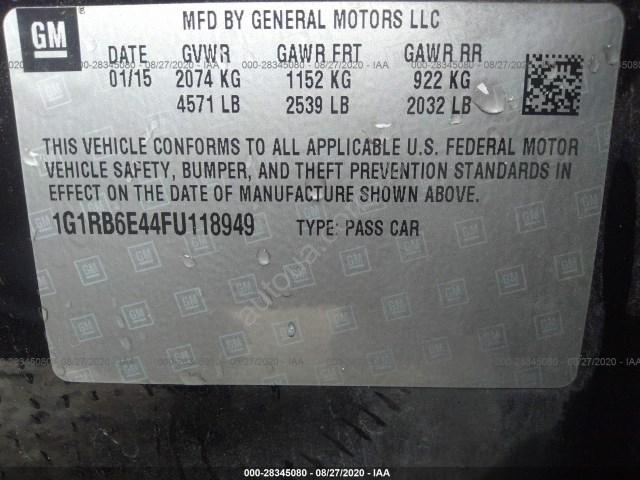 GM
MFD BY GENERAL MOTORS LLC
DATE GVWR GAWR FRT GAWR RR
01/15 2074 KG 1152 KG 922 KG
4571 LB 2539 LB 2032 LB
THIS VEHICLE CONFORMS TO ALL APPLICABLE U.S. FEDERAL MOTOR
VEHICLE SAFETY, BUMPER, AND THEFT PREVENTION STANDARDS IN
EFFECT ON THE DATE OF MANUFACTURE SHOWN ABOVE.
1G1RB6E44FU118949 TYPE: PASS CAR
000-28345080 - 08/27/2020 - IAA